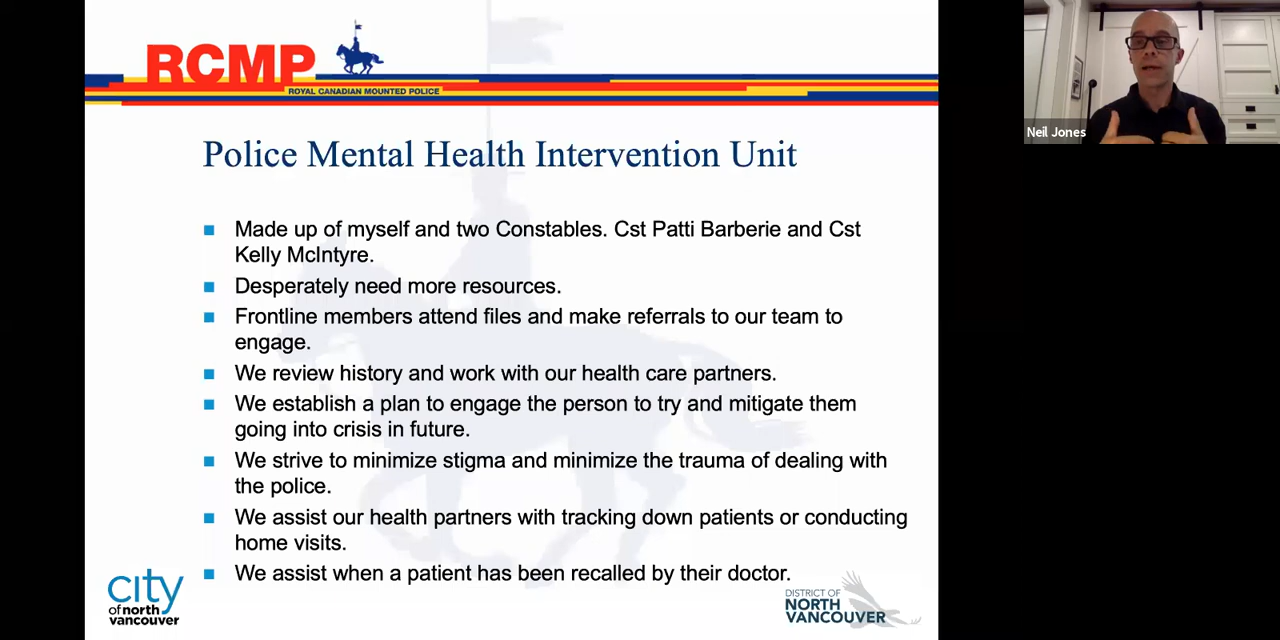 RCMP
ROYAL CANADIAN MOUNTED POLICE
Neil Jones
Police Mental Health Intervention Unit
Made up of myself and two Constables. Cst Patti Barberie and Cst
Kelly McIntyre.
Desperately need more resources.
Frontline members attend files and make referrals to our team to
engage.
We review history and work with our health care partners.
We establish a plan to engage the person to try and mitigate them
going into crisis in future.
We strive to minimize stigma and minimize the trauma of dealing with
the police.
We assist our health partners with tracking down patients or conducting
home visits.
We assist when a patient has been recalled by their doctor.
city
of north
vancouver
DISTRICT OF
NORTH
VANCOUVER